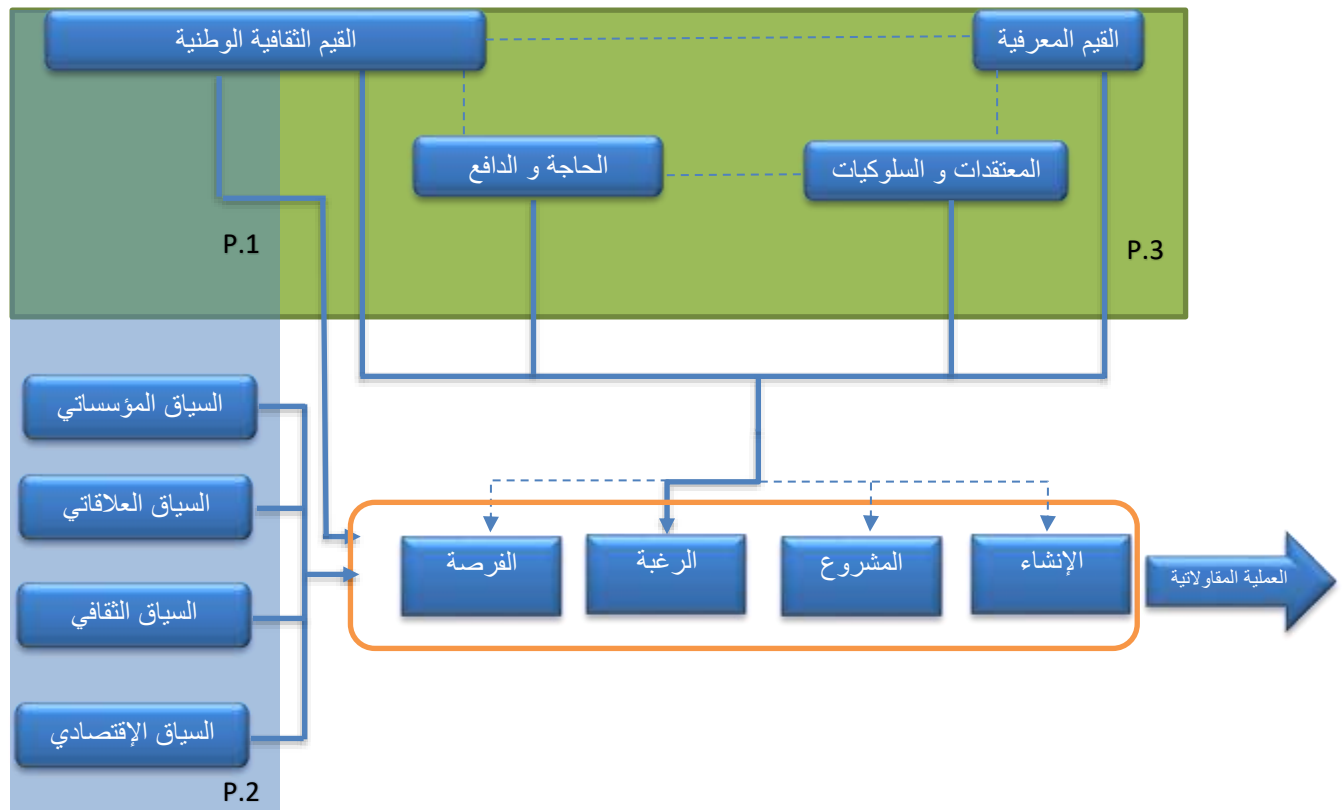 القيم المعرفية
القيم الثقافية الوطنية
المعتقدات و السلوكيات
الحاجة و الدافع
P.1
P.3
السياق المؤسساتي
السياق العلاقاتي
السياق الثقافي
السياق الإقتصادي
P.2
الفرصة
الرغبة
المشروع
الإنشاء
العملية المقاولاتية